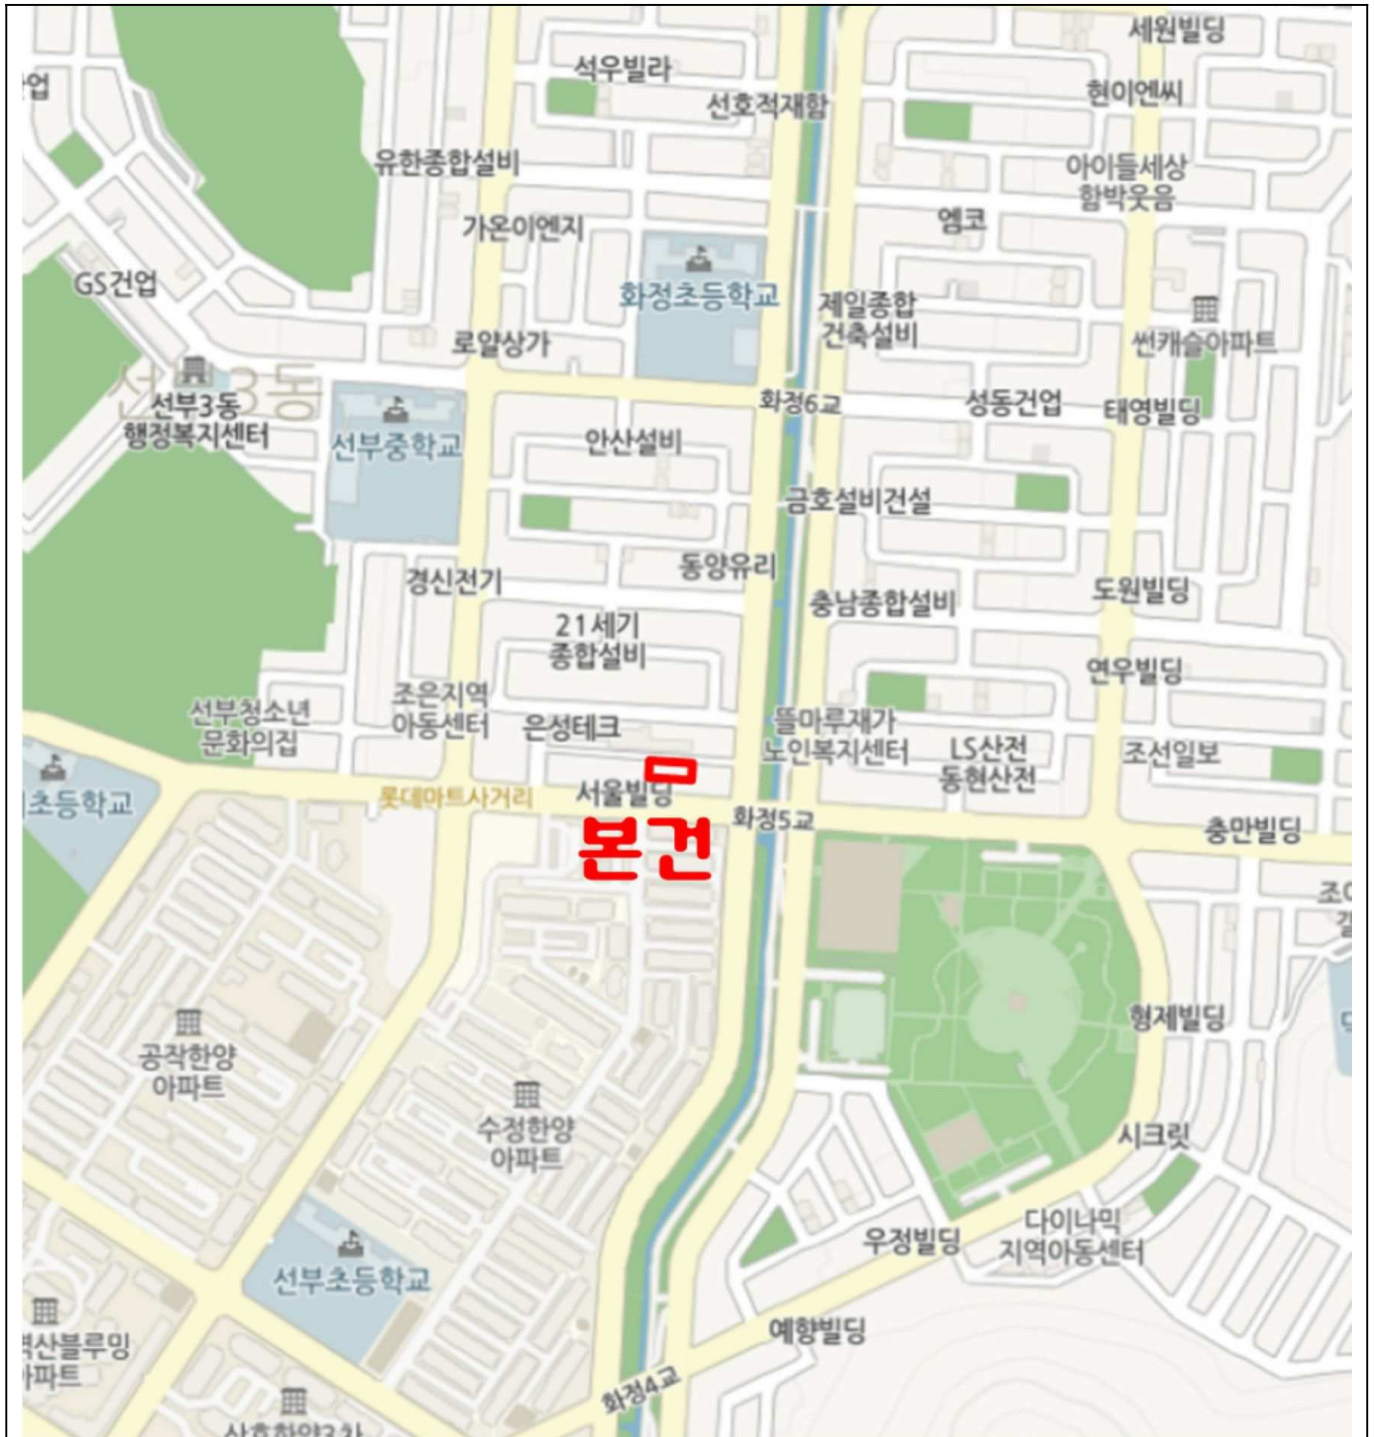 세원빌딩
석우빌라
현이엔씨
선호적재함
유한종합설비
아이들세상
함박웃음
가온이엔지
엠코
GS건업
화정초등학교
제일종합
건축설비
로얄상가
썬캐슬아파트
선부3동
선부3동
행정복지센터
화정6교
성동건업
태영빌딩
선부중학교
안산설비
금호설비건설
동양유리
경신전기
충남종합설비
도원빌딩
21세기
종합설비
연우빌딩
조은지역
아동센터
선부청소년
문화의집
은성테크
뜰마루재가
노인복지센터
LS산전
동현산전
조선일보
초등학교
롯데마트사거리
서울빌딩
화정5교
충만빌딩
본건
형제빌딩
공작한양
아파트
수정한양
아파트
시크릿
다이나믹
지역아동센터
우정빌딩
선부초등학교
예향빌딩
산블루밍
파트
화정4교